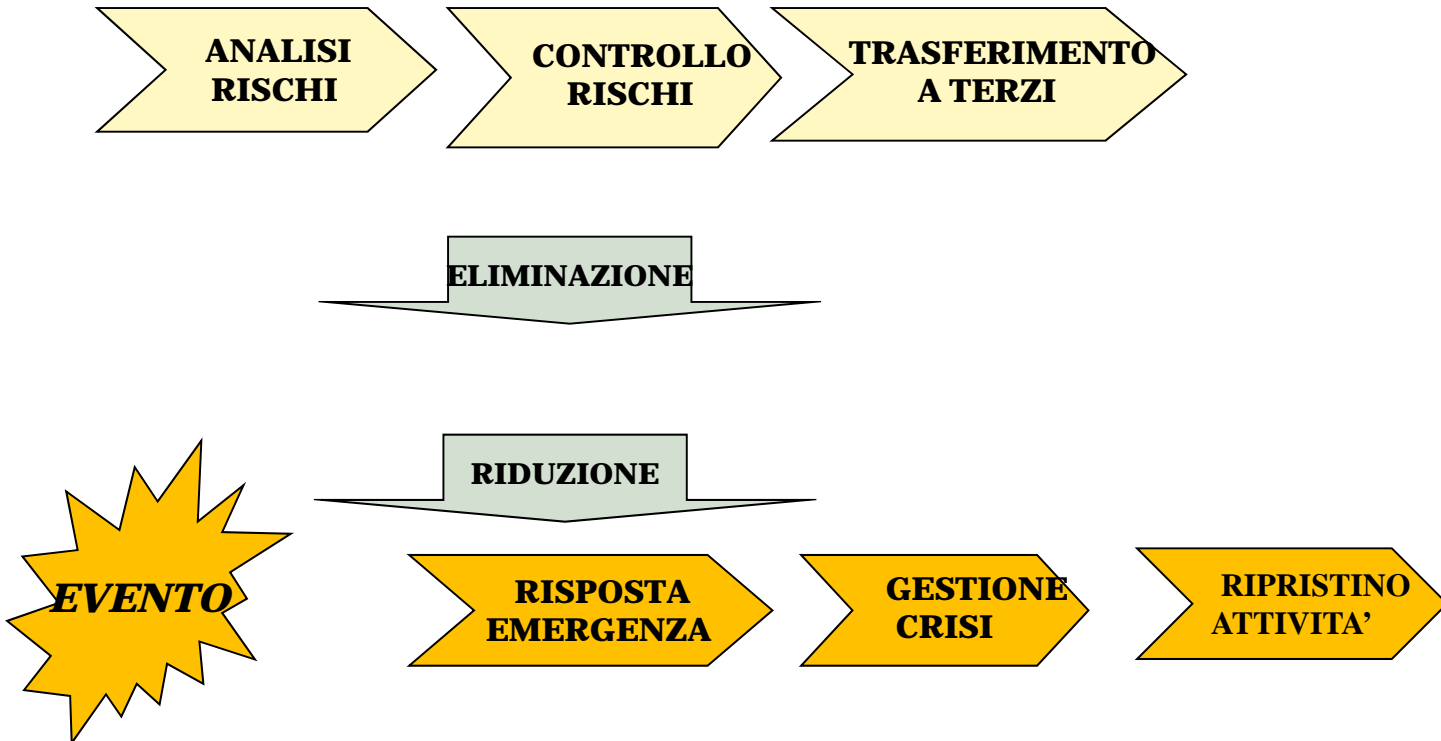 ANALISI
RISCHI
CONTROLLO
RISCHI
TRASFERIMENTO
A TERZI
ELIMINAZIONE
RIDUZIONE
EVENTO
RISPOSTA
EMERGENZA
GESTIONE
CRISI
RIPRISTINO
ATTIVITA’